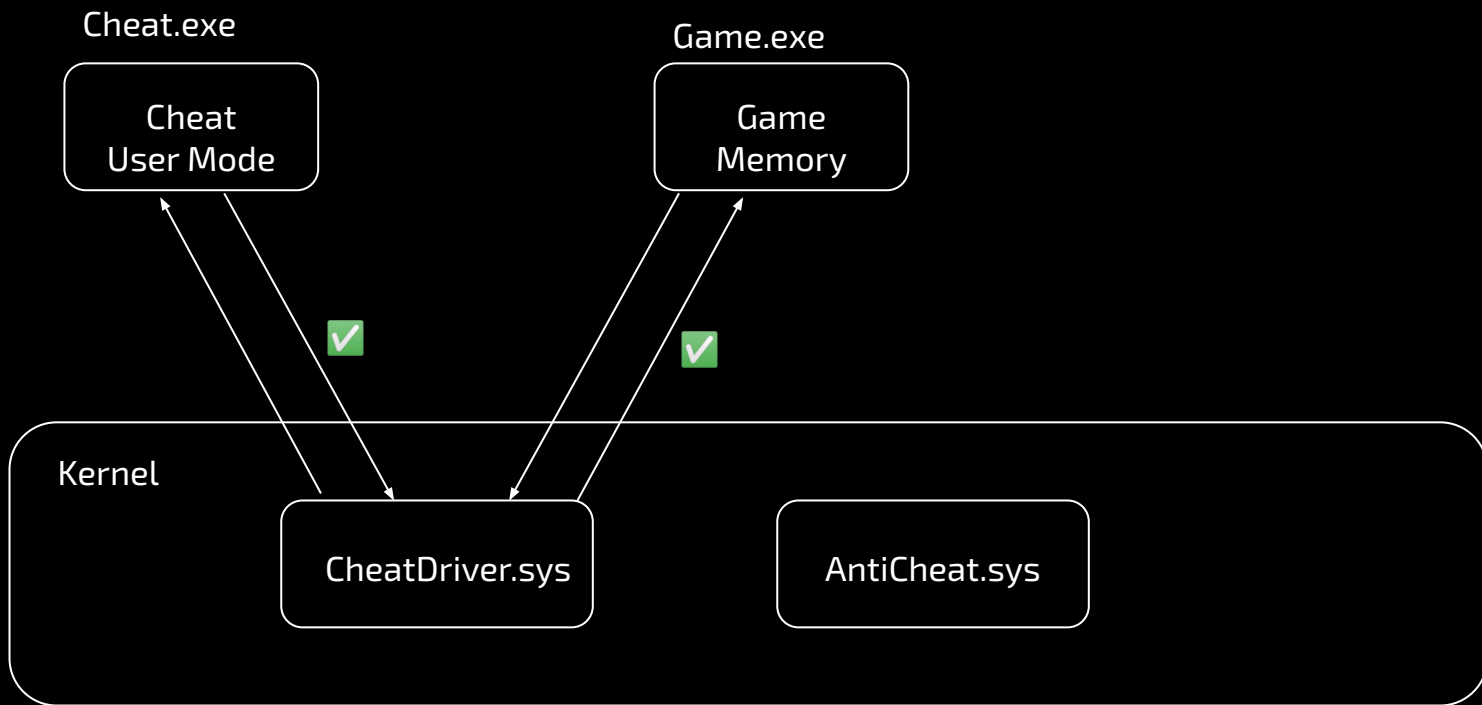 Cheat.exe
Game.exe
Cheat
User Mode
Game
Memory
Kernel
CheatDriver.sys
AntiCheat.sys